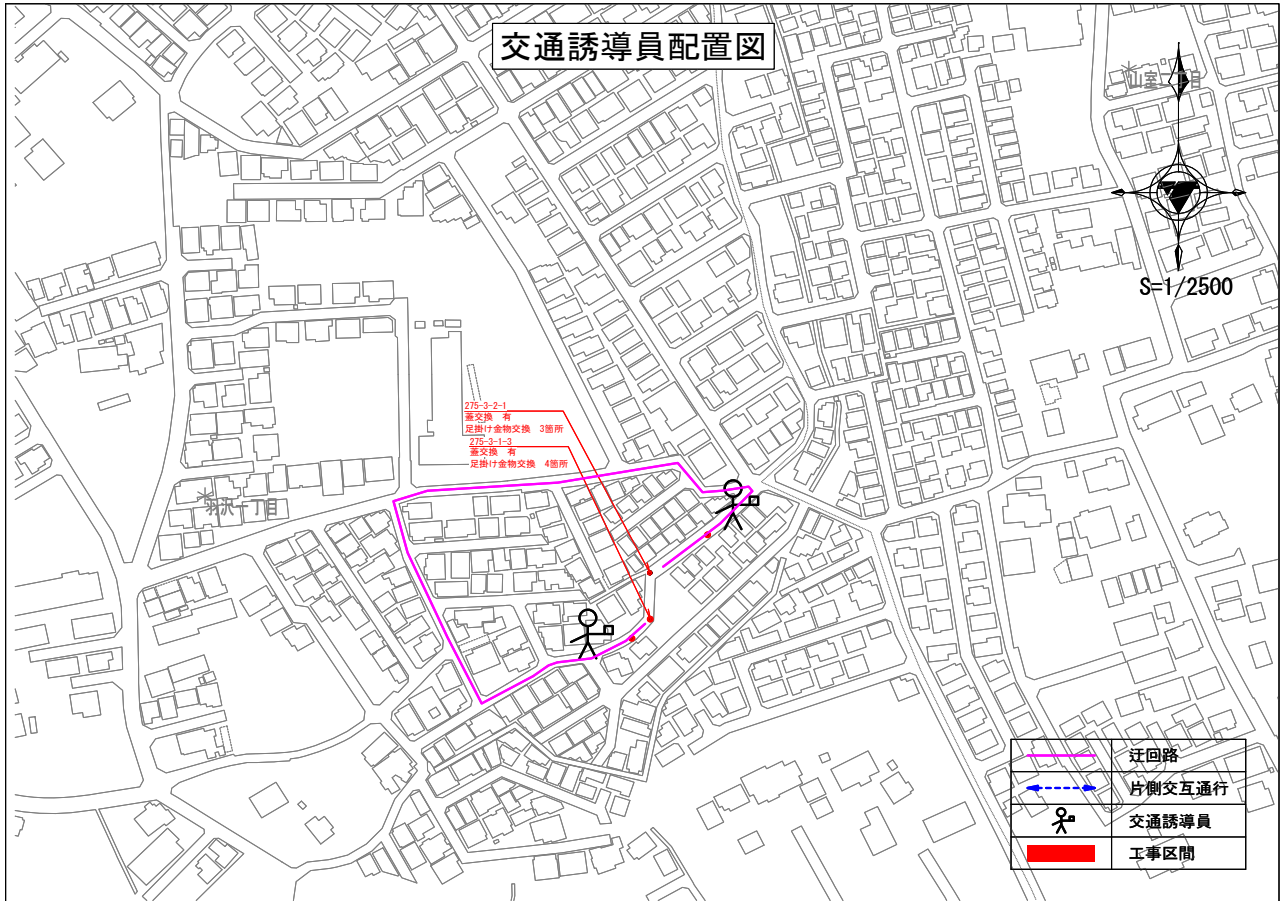 交通誘導員配置図
S=1/2500
275-3-2-1
蓋交換 有
足掛け金物交換 3箇所
275-3-1-3
蓋交換 有
足掛け金物交換 4箇所
羽沢一丁目
迂回路
片側交互通行
交通誘導員
工事区間